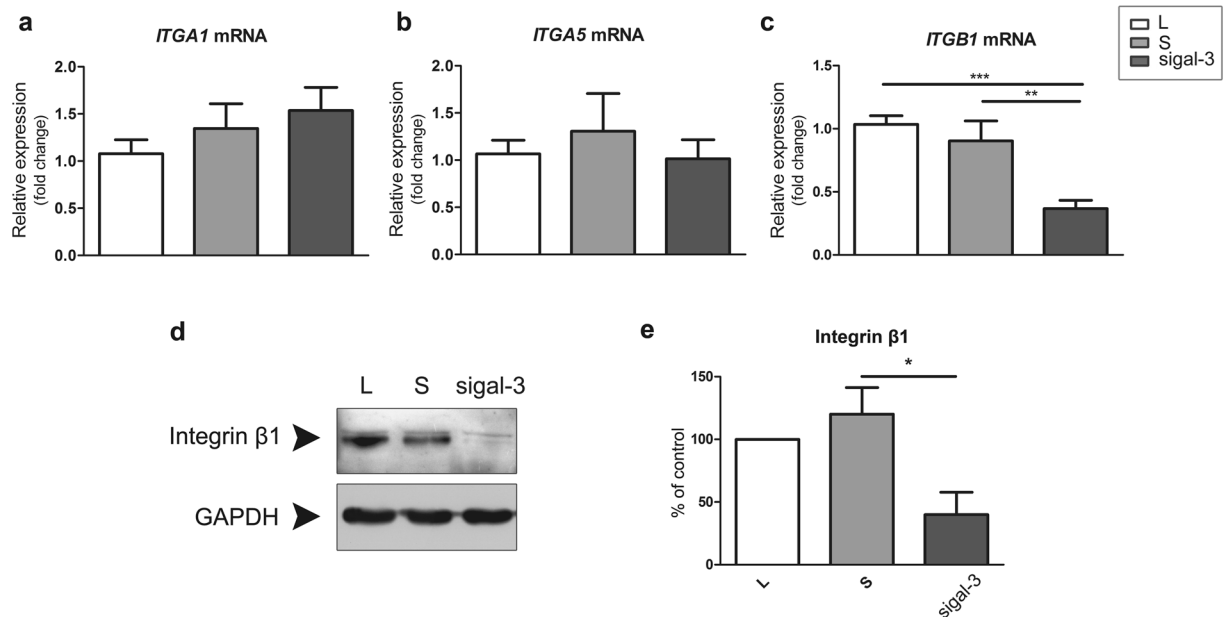 a
ITGA1 mRNA
Relative expression
(fold change)
2.0
1.5
1.0
0.5
0.0
b
ITGA5 mRNA
Relative expression
(fold change)
2.0
1.5
1.0
0.5
0.0
c
ITGB1 mRNA
Relative expression
(fold change)
1.5
1.0
0.5
0.0
***
**
L
S
sigal-3
d
L S sigal-3
Integrin β1
GAPDH
e
Integrin β1
% of control
150
100
50
0
*
L
S
sigal-3